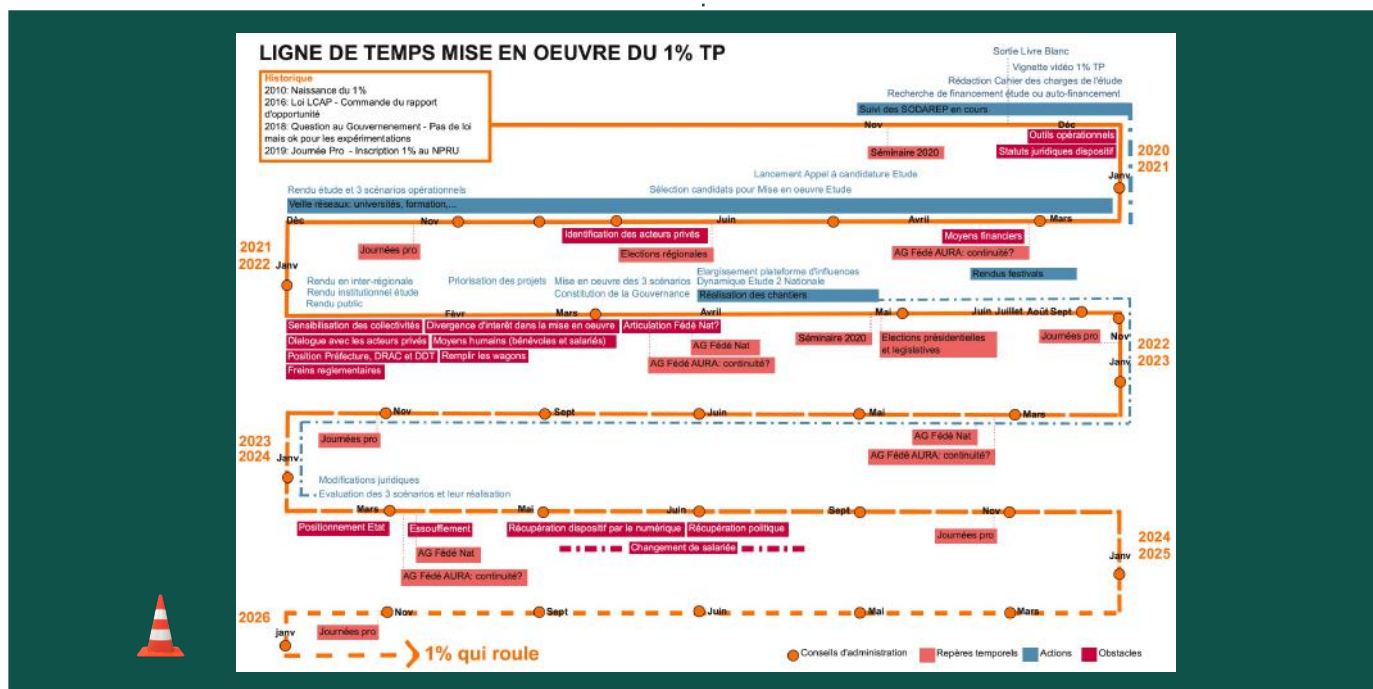 LIGNE DE TEMPS MISE EN OEUVRE DU 1% TP
Historique
2010: Naissance du 1%
2016: Loi LCAP - Commande du rapport
d'opportunité
2018: Question au Gouvernenement - Pas de loi
mais ok pour les expérimentations
2019: Journée Pro - Inscription 1% au NPRU
Sortie Livre Blanc
Vignette vidéo 1% TP
Rédaction Cahier des charges de l'étude
Recherche de financement étude ou auto-financement
Suivi des SODAREP en cours
Nov
Déc
Séminaire 2020
Outils opérationnels
Statuts juridiques dispositif
2020
2021
Janv
Lancement Appel à candidature Etude
Rendu étude et 3 scénarios opérationnels
Sélection candidats pour Mise en oeuvre Etude
Veille réseaux: universités, formation,...
Déc
Nov
Juin
Avril
Mars
Journées pro
Identification des acteurs privés
Elections régionales
Moyens financiers
AG Fédé AURA: continuité?
2021
2022
Janv
Rendu en inter-régionale
Rendu institutionnel étude
Rendu public
Priorisation des projets
Mise en oeuvre des 3 scénarios
Constitution de la Gouvernance
Elargissement plateforme d'influences
Dynamique Etude 2 Nationale
Réalisation des chantiers
Rendus festivals
Févr
Mars
Avril
Mai
Juin Juillet Août Sept
Nov
Sensibilisation des collectivités
Divergence d'interêt dans la mise en oeuvre
Articulation Fédé Nat?
Dialogue avec les acteurs privés
Moyens humains (bénévoles et salariés)
Position Préfecture, DRAC et DDT
Remplir les wagons
Freins reglementaires
AG Fédé Nat
AG Fédé AURA: continuité?
Séminaire 2020
Elections présidentielles
et legislatives
Journées pro
2022
2023
Janv
Nov
Sept
Juin
Mai
Mars
Journées pro
AG Fédé Nat
AG Fédé AURA: continuité?
2023
2024
Janv
Modifications juridiques
Evaluation des 3 scénarios et leur réalisation
Mars
Mai
Juin
Sept
Nov
Positionnement Etat
Essoufflement
Récupération dispositif par le numérique
Récupération politique
Changement de salariée
AG Fédé Nat
AG Fédé AURA: continuité?
Journées pro
2024
2025
Janv
Nov
Sept
Juin
Mai
Mars
2026
janv
Journées pro
1% qui roule
Conseils d'administration
Repères temporels
Actions
Obstacles